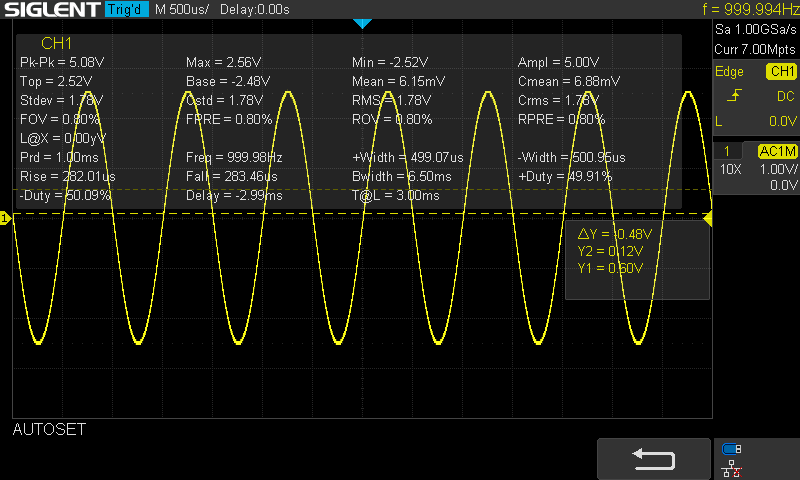 SIGLENT Trig'd M 500us/ Delay:0.00s f = 999.994Hz
Sa 1.00GSa/s
Curr 7.00Mpts
CH1
Pk-Pk = 5.08V Max = 2.56V Min = -2.52V Ampl = 5.00V
Top = 2.52V Base = -2.48V Mean = 6.15mV Cmean = 6.88mV
Stdev = 1.78V Cstd = 1.78V RMS = 1.78V Crms = 1.78V
FOV = 0.80% FPRE = 0.80% ROV = 0.80% RPRE = 0.80%
L@X = 0.00yV
Prd = 1.00ms Freq = 999.98Hz +Width = 499.07us -Width = 500.95us
Rise = 282.01us Fall = 283.46us Bwidth = 6.50ms +Duty = 49.91%
-Duty = 50.09% Delay = -2.99ms T@L = 3.00ms
Edge CH1
DC
L 0.0V
1 AC1M
10X 1.00V/
0.0V
1
△Y = -0.48V
Y2 = 0.12V
Y1 = 0.60V
AUTOSET